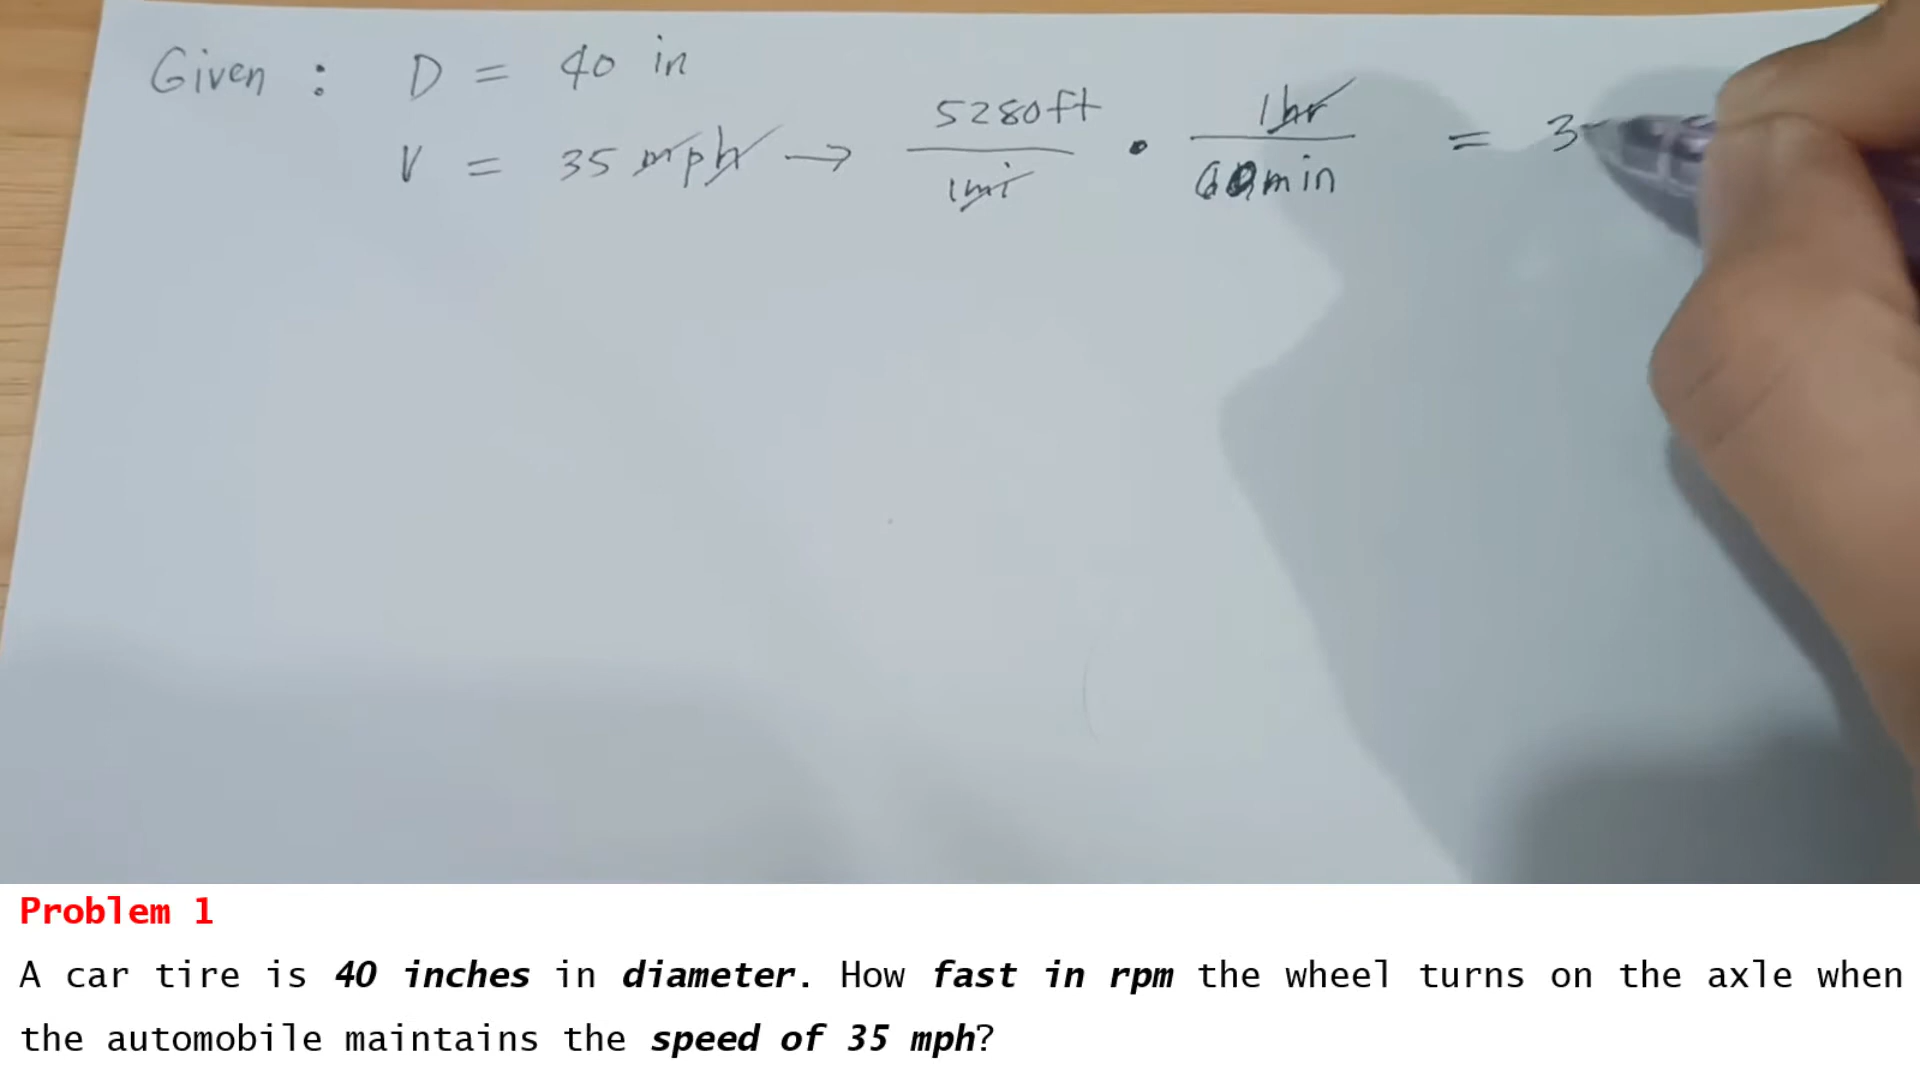 Given : D = 40 in
V = 35 mph → 5280ft / 1mi • 1hr / 60min = 3
Problem 1
A car tire is 40 inches in diameter. How fast in rpm the wheel turns on the axle when
the automobile maintains the speed of 35 mph?